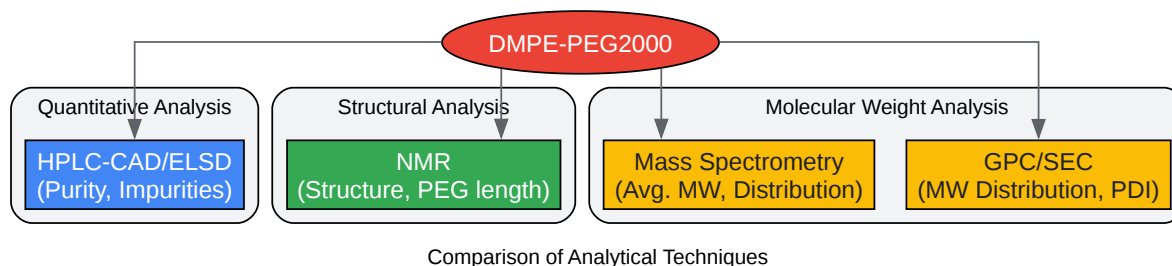 DMPE-PEG2000
Quantitative Analysis
Structural Analysis
Molecular Weight Analysis
HPLC-CAD/ELSD
(Purity, Impurities)
NMR
(Structure, PEG length)
Mass Spectrometry
(Avg. MW, Distribution)
GPC/SEC
(MW Distribution, PDI)
Comparison of Analytical Techniques